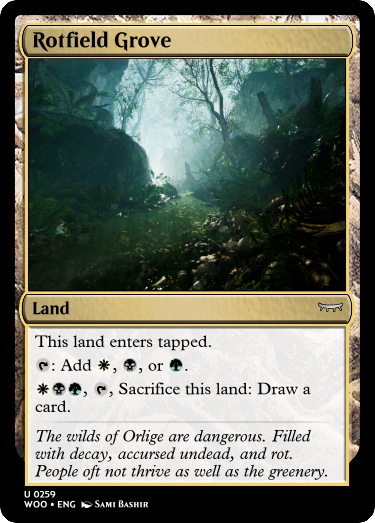 Rotfield Grove
Land
This land enters tapped.
: Add , , or .
, , Sacrifice this land: Draw a
card.
The wilds of Orlige are dangerous. Filled
with decay, accursed undead, and rot.
People oft not thrive as well as the greenery.
U 0259
WOO • ENG Sami Bashir